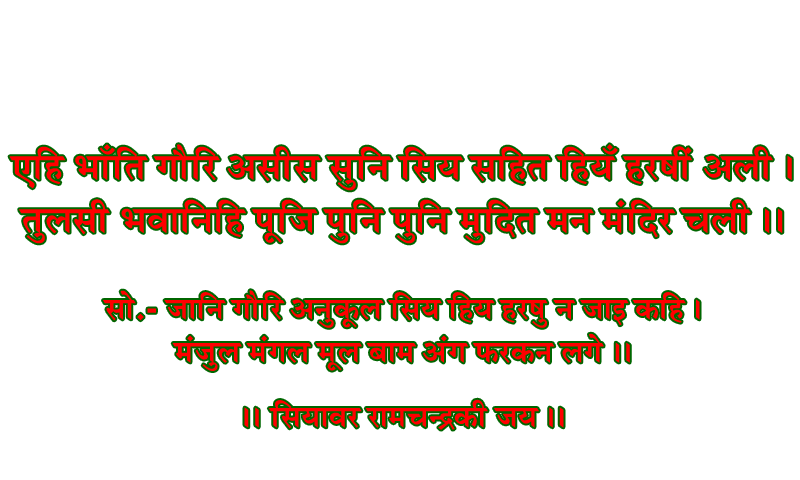 एहि भाँति गौरि असीस सुनि सिय सहित हियँ हरषीं अली ।
तुलसी भवानिहि पूजि पुनि पुनि मुदित मन मंदिर चली ।।
सो.- जानि गौरि अनुकूल सिय हिय हरषु न जाइ कहि ।
मंजुल मंगल मूल बाम अंग फरकन लगे ।।
।। सियावर रामचन्द्रकी जय ।।